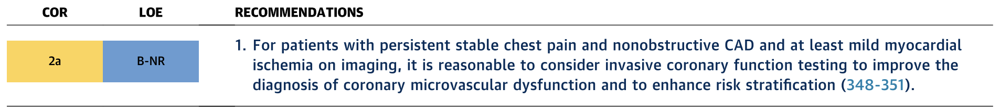 COR LOE RECOMMENDATIONS
2a B-NR
1. For patients with persistent stable chest pain and nonobstructive CAD and at least mild myocardial
ischemia on imaging, it is reasonable to consider invasive coronary function testing to improve the
diagnosis of coronary microvascular dysfunction and to enhance risk stratification (348-351).